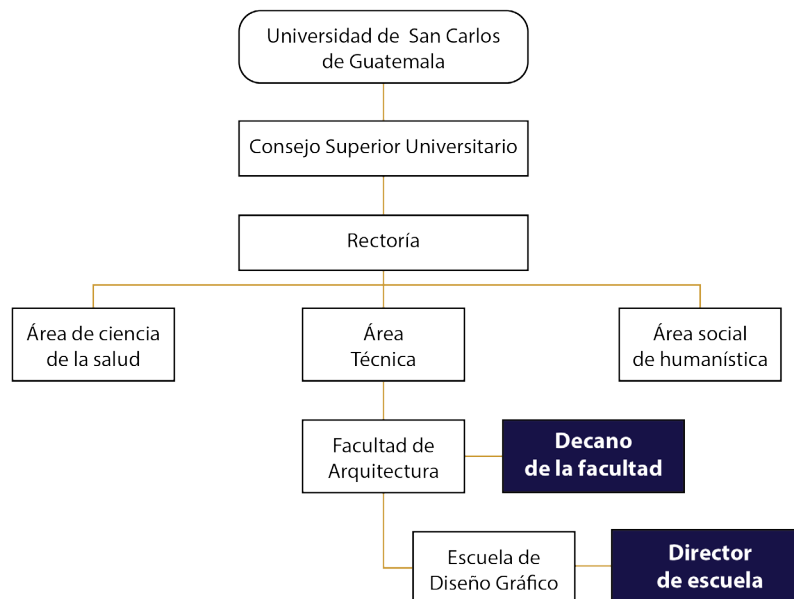 Universidad de San Carlos
de Guatemala
Consejo Superior Universitario
Rectoría
Área de ciencia
de la salud
Área
Técnica
Área social
de humanística
Facultad de
Arquitectura
Decano
de la facultad
Escuela de
Diseño Gráfico
Director
de escuela